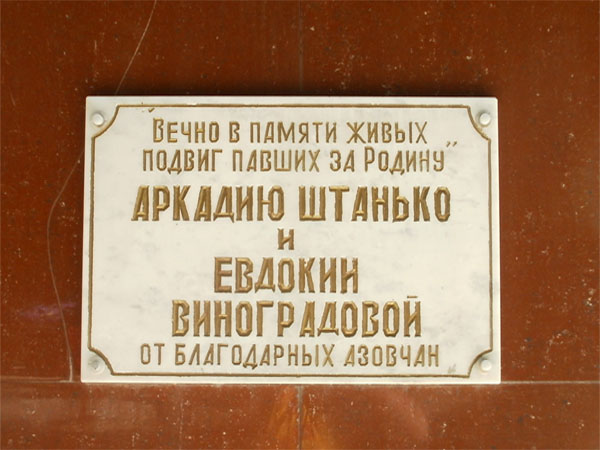 „Вечно в памяти живых
подвиг павших за Родину"
АРКАДИЮ ШТАНЬКО
и
ЕВДОКИИ
ВИНОГРАДОВОЙ
ОТ БЛАГОДАРНЫХ АЗОВЧАН